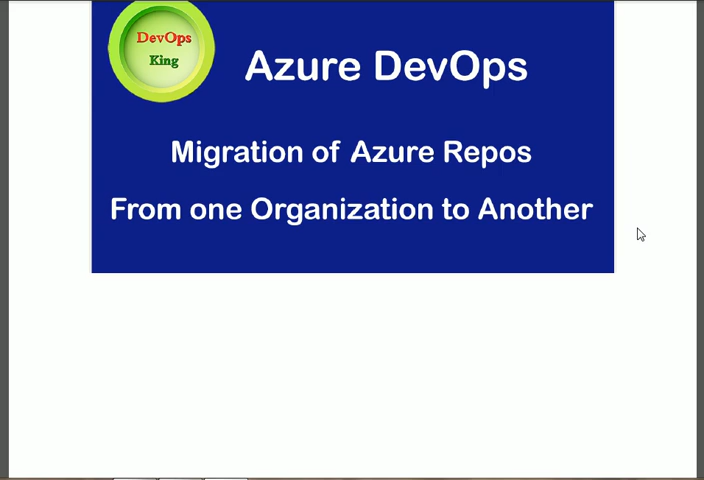 DevOps
King
Azure DevOps
Migration of Azure Repos
From one Organization to Another